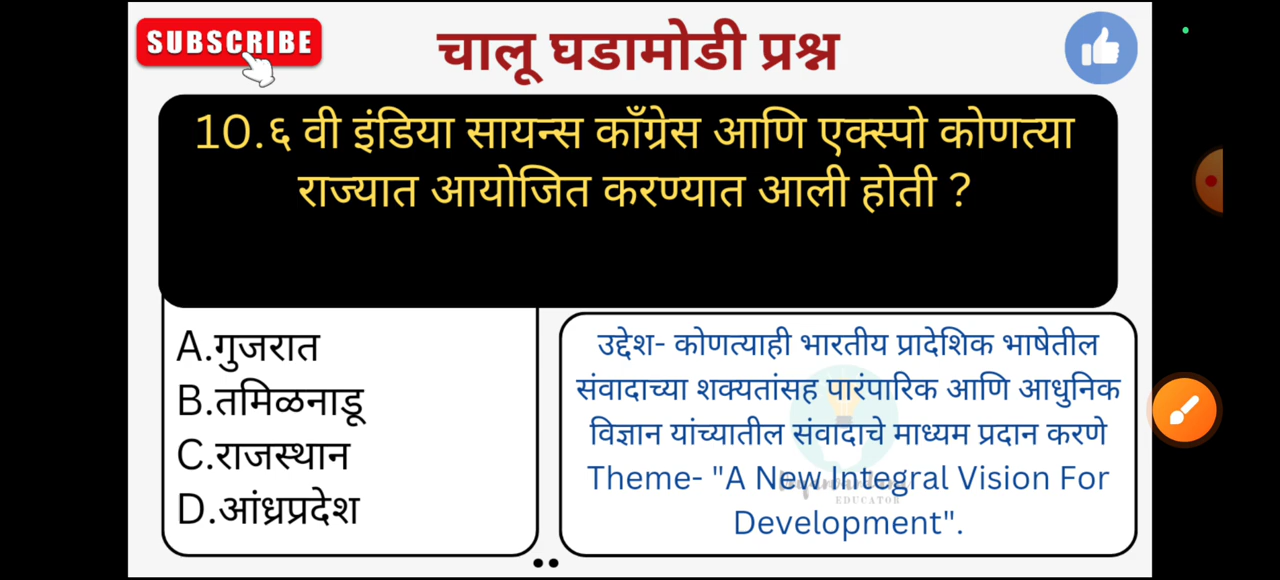 SUBSCRIBE
चालू घडामोडी प्रश्न
10.६ वी इंडिया सायन्स काँग्रेस आणि एक्स्पो कोणत्या
राज्यात आयोजित करण्यात आली होती ?
A.गुजरात
B.तमिळनाडू
C.राजस्थान
D.आंध्रप्रदेश
उद्देश- कोणत्याही भारतीय प्रादेशिक भाषेतील
संवादाच्या शक्यतांसह पारंपारिक आणि आधुनिक
विज्ञान यांच्यातील संवादाचे माध्यम प्रदान करणे
Theme- "A New Integral Vision For
EDUCATOR
Development".